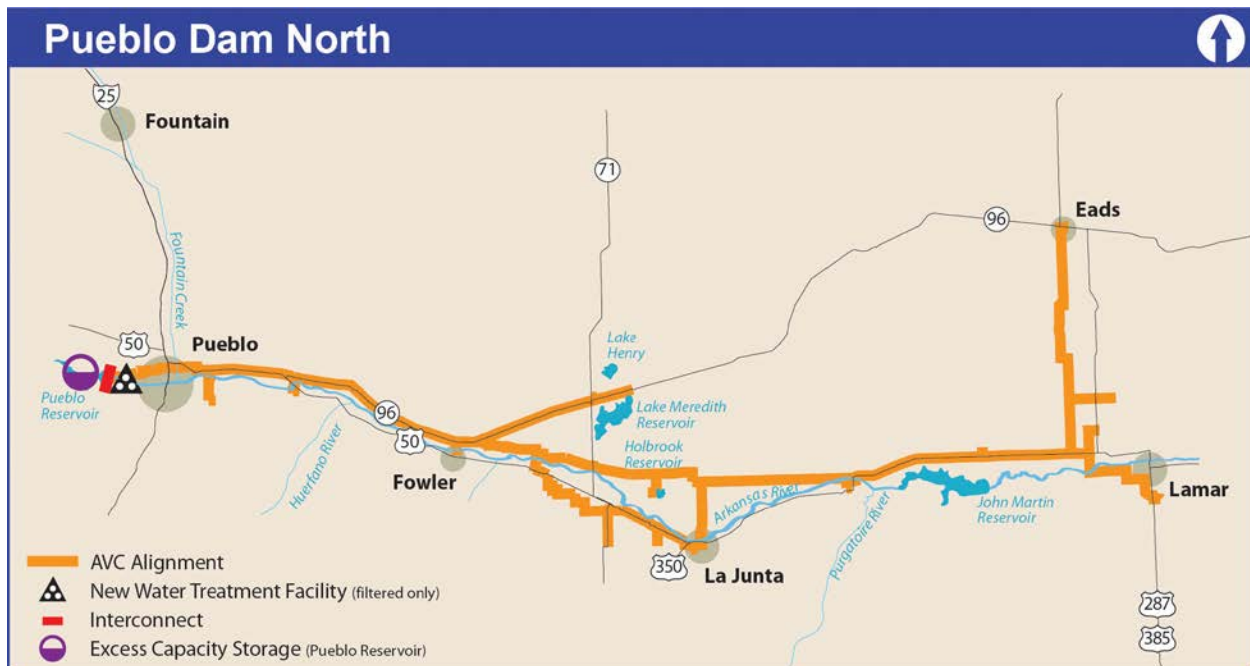 Pueblo Dam North
25
Fountain
71
Eads
96
Fountain Creek
50
Pueblo
Lake
Henry
Pueblo
Reservoir
Lake Meredith
Reservoir
96
50
Holbrook
Reservoir
Huerfano River
Fowler
Arkansas River
Purgatoire River
John Martin
Reservoir
Lamar
350
La Junta
287
385
AVC Alignment
New Water Treatment Facility (filtered only)
Interconnect
Excess Capacity Storage (Pueblo Reservoir)